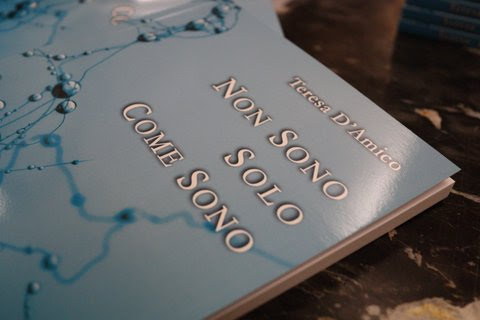 Teresa D'Amico
Non Sono
Solo
Come Sono